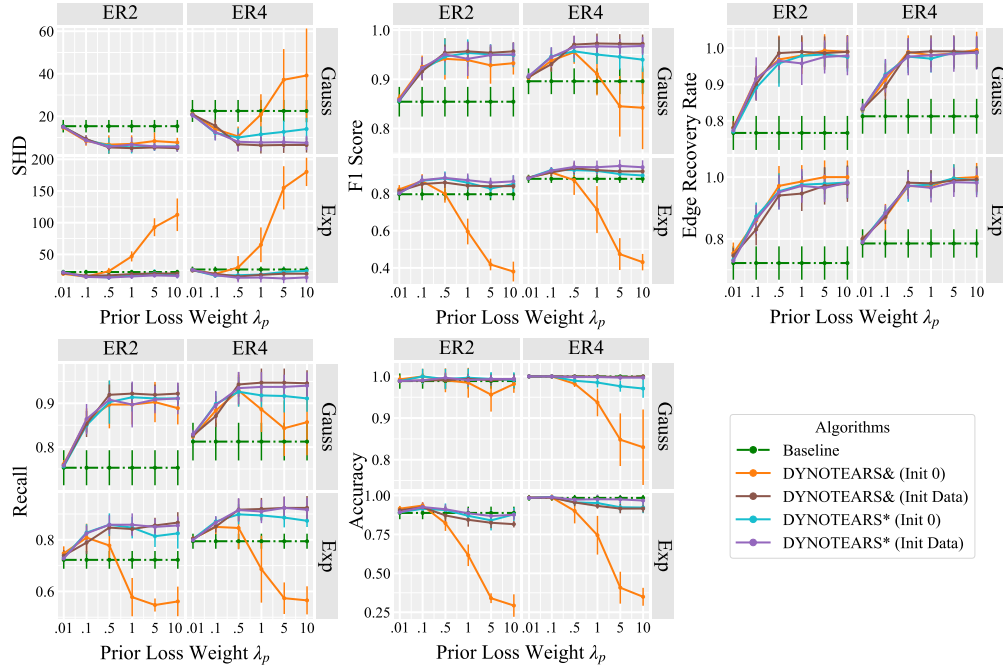 ER2 ER4
60
40
20
SHD
Gauss
200
150
100
50
Exp
.01 .1 .5 1 5 10 .01 .1 .5 1 5 10
Prior Loss Weight λp
ER2 ER4
1.0
0.9
0.8
F1 Score
Gauss
1.0
0.8
0.6
0.4
Exp
.01 .1 .5 1 5 10 .01 .1 .5 1 5 10
Prior Loss Weight λp
ER2 ER4
1.0
0.9
0.8
0.7
Edge Recovery Rate
Gauss
1.0
0.8
Exp
.01 .1 .5 1 5 10 .01 .1 .5 1 5 10
Prior Loss Weight λp
ER2 ER4
0.9
0.8
Recall
Gauss
0.8
0.6
Exp
.01 .1 .5 1 5 10 .01 .1 .5 1 5 10
Prior Loss Weight λp
ER2 ER4
1.0
0.9
0.8
Accuracy
Gauss
1.00
0.75
0.50
0.25
Exp
.01 .1 .5 1 5 10 .01 .1 .5 1 5 10
Prior Loss Weight λp
Algorithms
Baseline
DYNOTEARS& (Init 0)
DYNOTEARS& (Init Data)
DYNOTEARS* (Init 0)
DYNOTEARS* (Init Data)